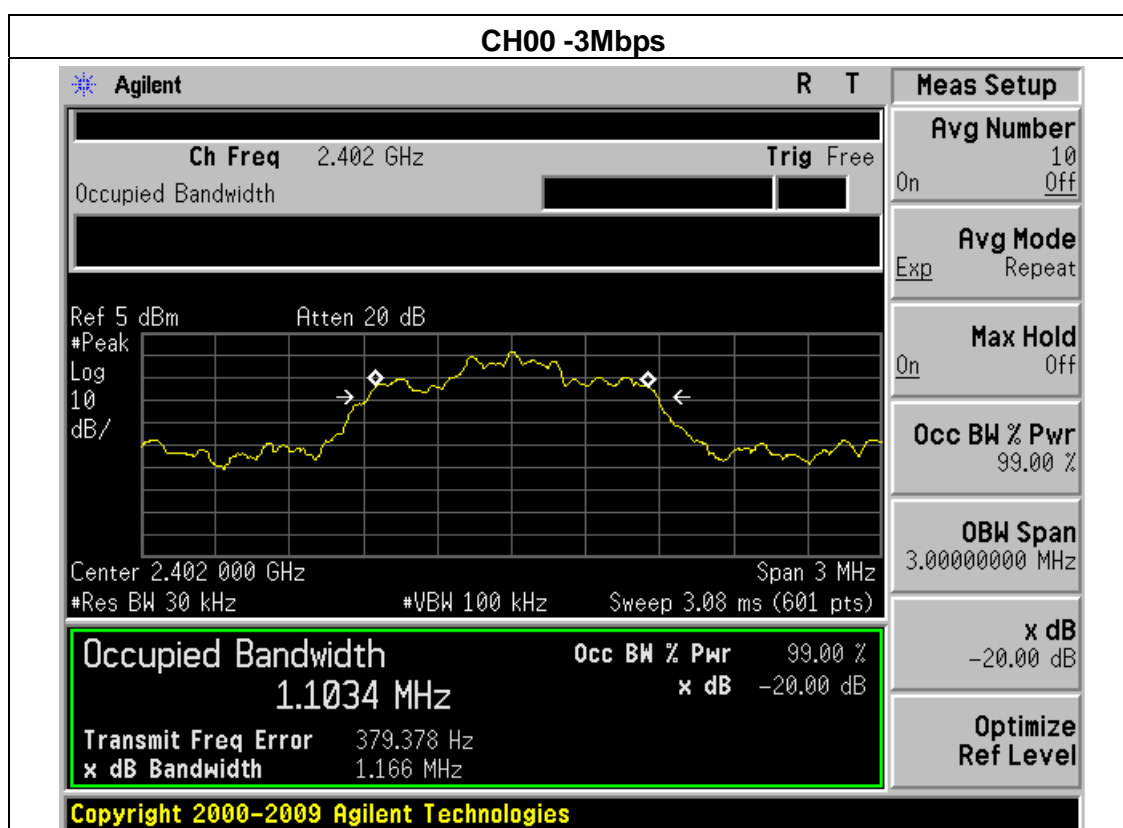 CH00 -3Mbps
Agilent R T
Ch Freq 2.402 GHz Trig Free
Occupied Bandwidth
Ref 5 dBm Atten 20 dB
#Peak
Log
10
dB/
Center 2.402 000 GHz Span 3 MHz
#Res BW 30 kHz #VBW 100 kHz Sweep 3.08 ms (601 pts)
Occupied Bandwidth Occ BW % Pwr 99.00 %
1.1034 MHz x dB -20.00 dB
Transmit Freq Error 379.378 Hz
x dB Bandwidth 1.166 MHz
Copyright 2000-2009 Agilent Technologies
Meas Setup
Avg Number
10
On Off
Avg Mode
Exp Repeat
Max Hold
On Off
Occ BW % Pwr
99.00 %
OBW Span
3.00000000 MHz
x dB
-20.00 dB
Optimize
Ref Level